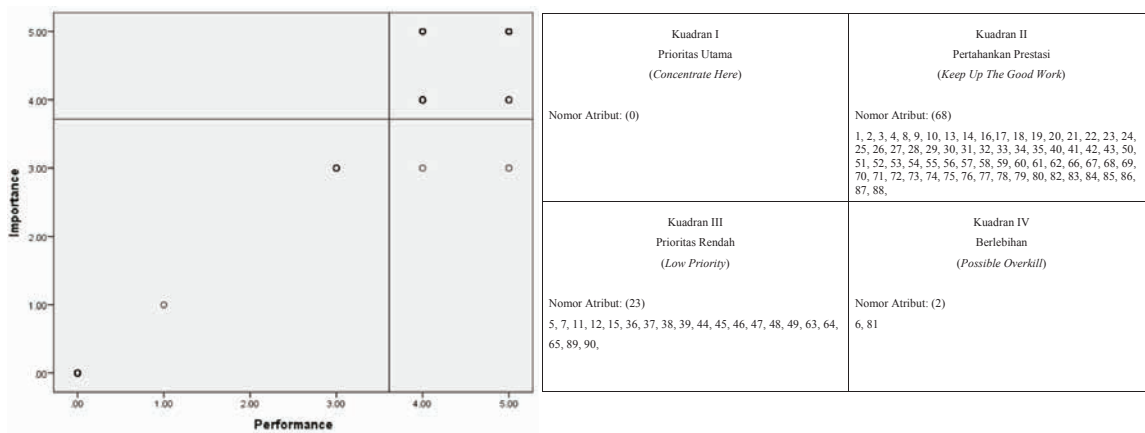 5.00
4.00
3.00
2.00
1.00
.00
Importance
.00 1.00 2.00 3.00 4.00 5.00
Performance
Kuadran I
Prioritas Utama
(Concentrate Here)
Nomor Atribut: (0)
Kuadran II
Pertahankan Prestasi
(Keep Up The Good Work)
Nomor Atribut: (68)
1, 2, 3, 4, 8, 9, 10, 13, 14, 16,17, 18, 19, 20, 21, 22, 23, 24,
25, 26, 27, 28, 29, 30, 31, 32, 33, 34, 35, 40, 41, 42, 43, 50,
51, 52, 53, 54, 55, 56, 57, 58, 59, 60, 61, 62, 66, 67, 68, 69,
70, 71, 72, 73, 74, 75, 76, 77, 78, 79, 80, 82, 83, 84, 85, 86,
87, 88,
Kuadran III
Prioritas Rendah
(Low Priority)
Nomor Atribut: (23)
5, 7, 11, 12, 15, 36, 37, 38, 39, 44, 45, 46, 47, 48, 49, 63, 64,
65, 89, 90,
Kuadran IV
Berlebihan
(Possible Overkill)
Nomor Atribut: (2)
6, 81